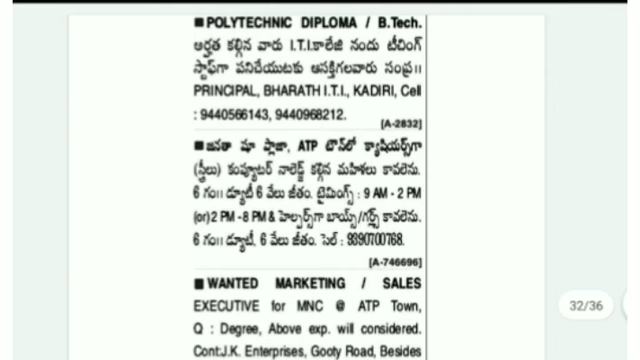 ■POLYTECHNIC DIPLOMA / B.Tech.
అర్హత కల్గిన వారు I.T.I.కాలేజి నందు టీచింగ్
స్టాఫ్‌గా పనిచేయుటకు ఆసక్తిగలవారు సంప్ర॥
PRINCIPAL, BHARATH I.T.I., KADIRI, Cell
: 9440566143, 9440968212.
[A-2832]
■జనతా షూ ప్లాజా, ATP టౌన్‌లో క్యాషియర్స్‌గా
(స్త్రీలు) కంప్యూటర్ నాలెడ్జ్ కల్గిన మహిళలు కావలెను.
6 గం॥ డ్యూటీ 6 వేలు జీతం. టైమింగ్స్ : 9 AM - 2 PM
(or)2 PM - 8 PM & హెల్పర్స్‌గా బాయ్స్/గర్ల్స్ కావలెను.
6 గం॥ డ్యూటీ, 6 వేలు జీతం. సెల్ : 9390700768.
[A-746696]
■WANTED MARKETING / SALES
EXECUTIVE for MNC @ ATP Town,
Q : Degree, Above exp. will considered.
Cont:J.K. Enterprises, Gooty Road, Besides
32/36